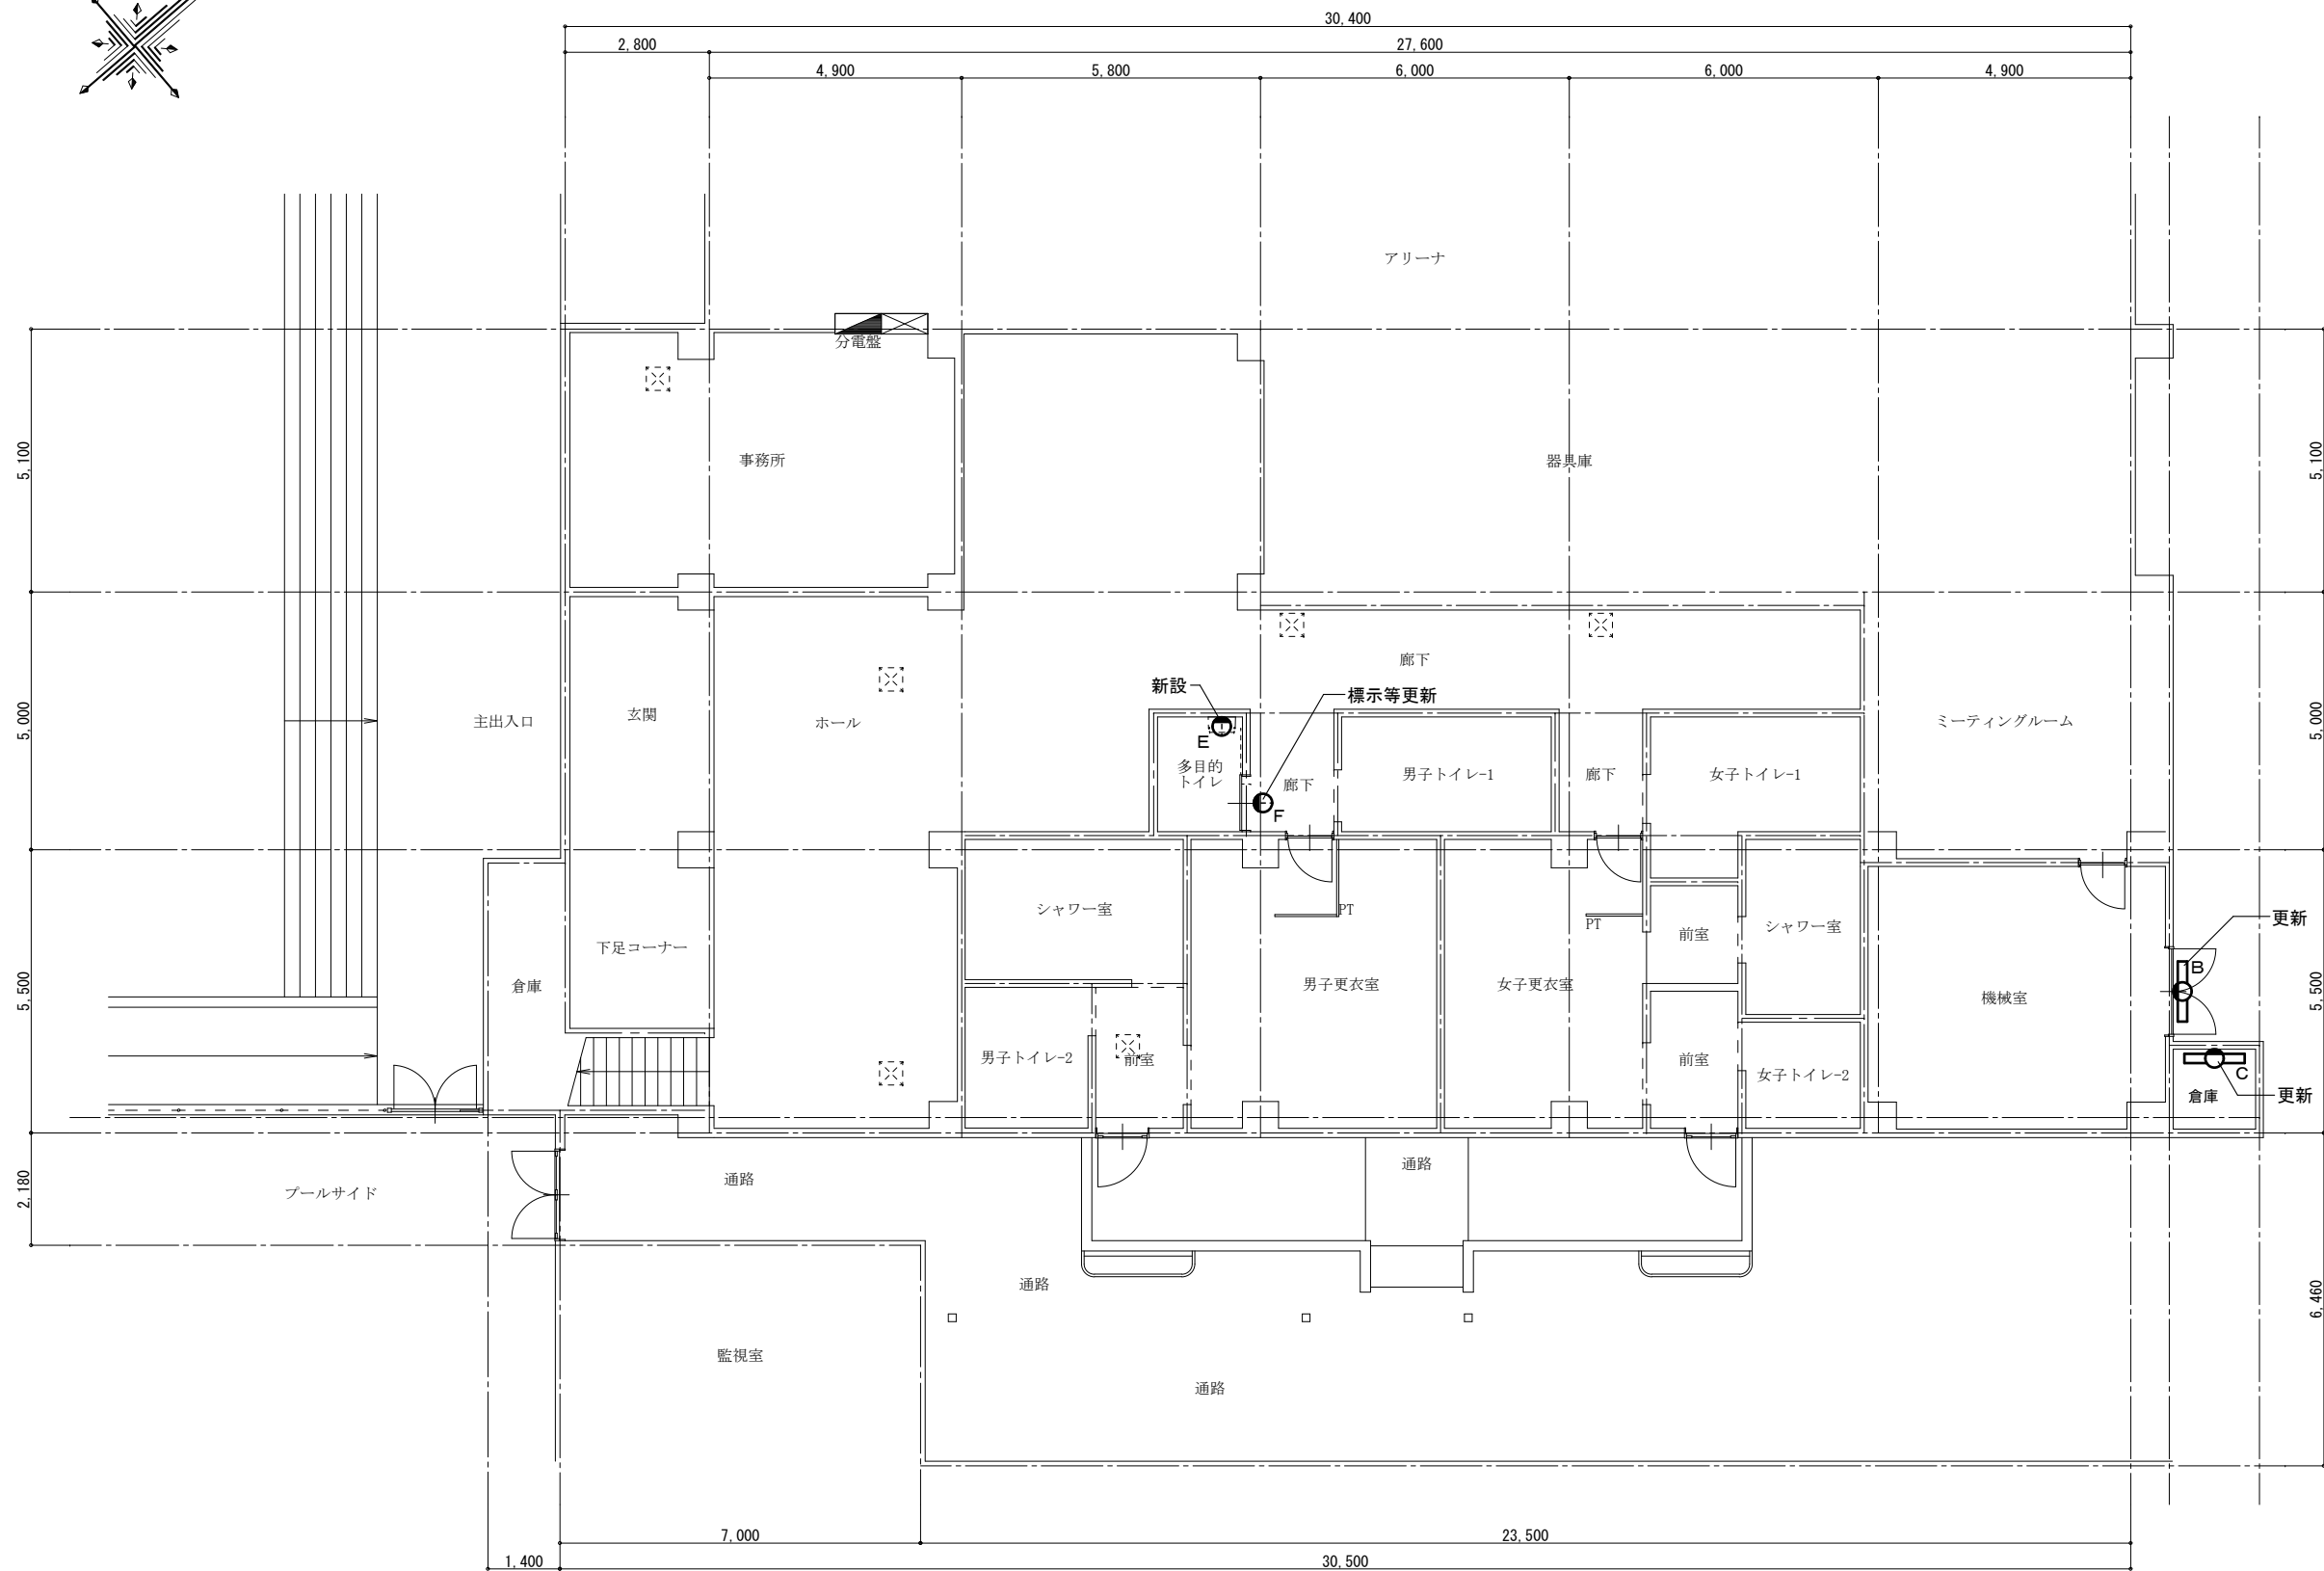 30,400
2,800
27,600
4,900
5,800
6,000
6,000
4,900
アリーナ
分電盤
5,100
事務所
器具庫
5,100
廊下
新設
標示等更新
5,000
主出入口
玄関
ホール
E
多目的
トイレ
廊下
F
男子トイレ-1
廊下
女子トイレ-1
ミーティングルーム
5,000
シャワー室
PT
PT
前室
シャワー室
更新
下足コーナー
5,500
倉庫
男子更衣室
女子更衣室
機械室
B
5,500
男子トイレ-2
前室
前室
女子トイレ-2
C
倉庫
更新
2,180
プールサイド
通路
通路
通路
6,460
監視室
通路
7,000
23,500
1,400
30,500